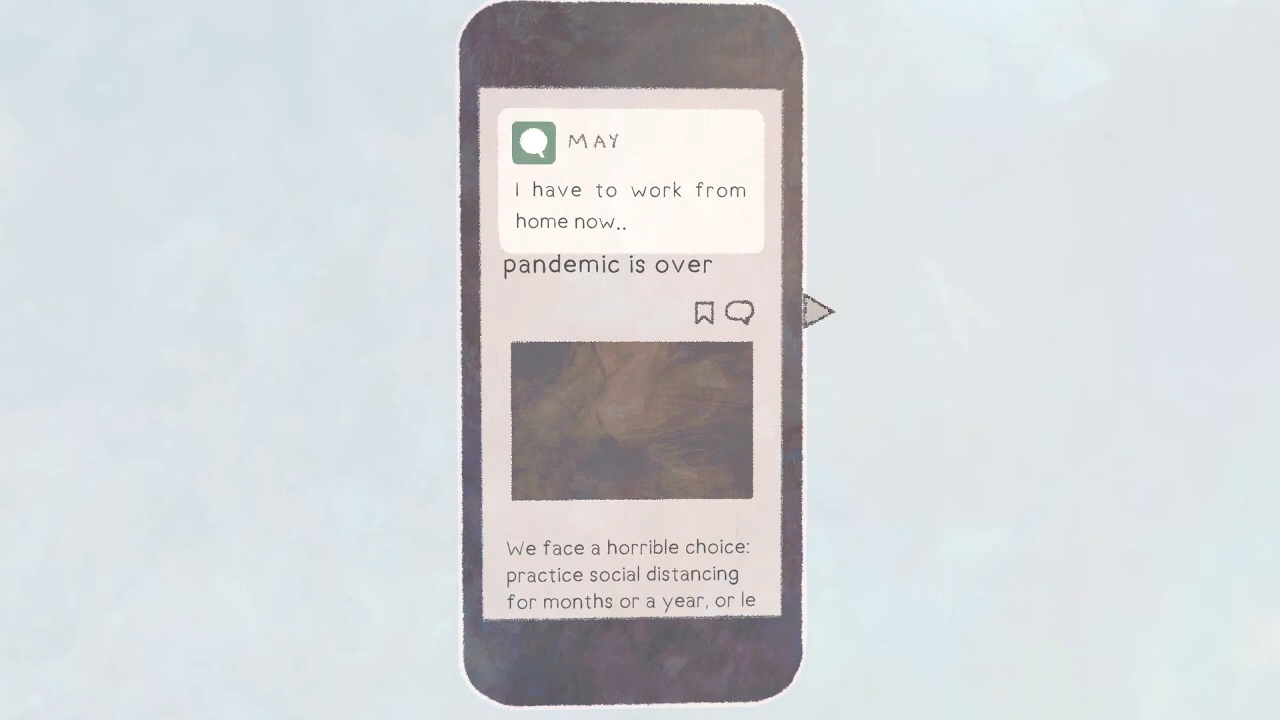 MAY
I have to work from
home now..
pandemic is over
We face a horrible choice:
practice social distancing
for months or a year, or le